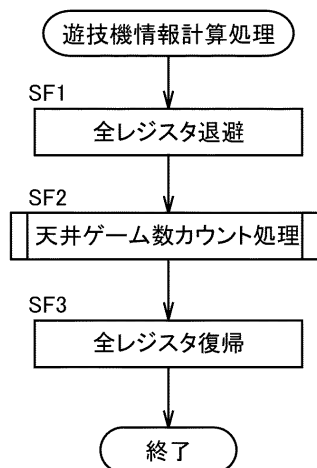 遊技機情報計算処理
SF1
全レジスタ退避
SF2
天井ゲーム数カウント処理
SF3
全レジスタ復帰
終了